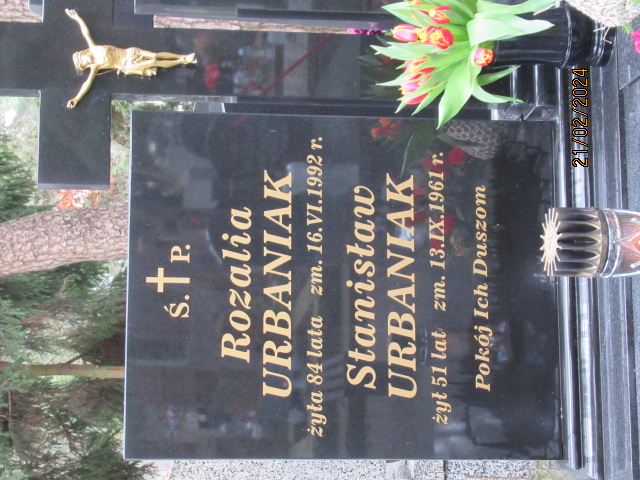 Ś.✝P.
Rozalia
URBANIAK
żyła 84 lata zm. 16.VI.1992 r.
Stanisław
URBANIAK
żył 51 lat zm. 13.IX.1961 r.
Pokój Ich Duszom
21/02/2024